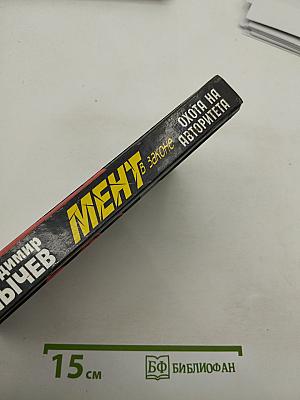 димир
ЫЧЕВ
МЕНТ
в законе
ОХОТА НА
АВТОРИТЕТА
15 см
БФ БИБЛИОФАН